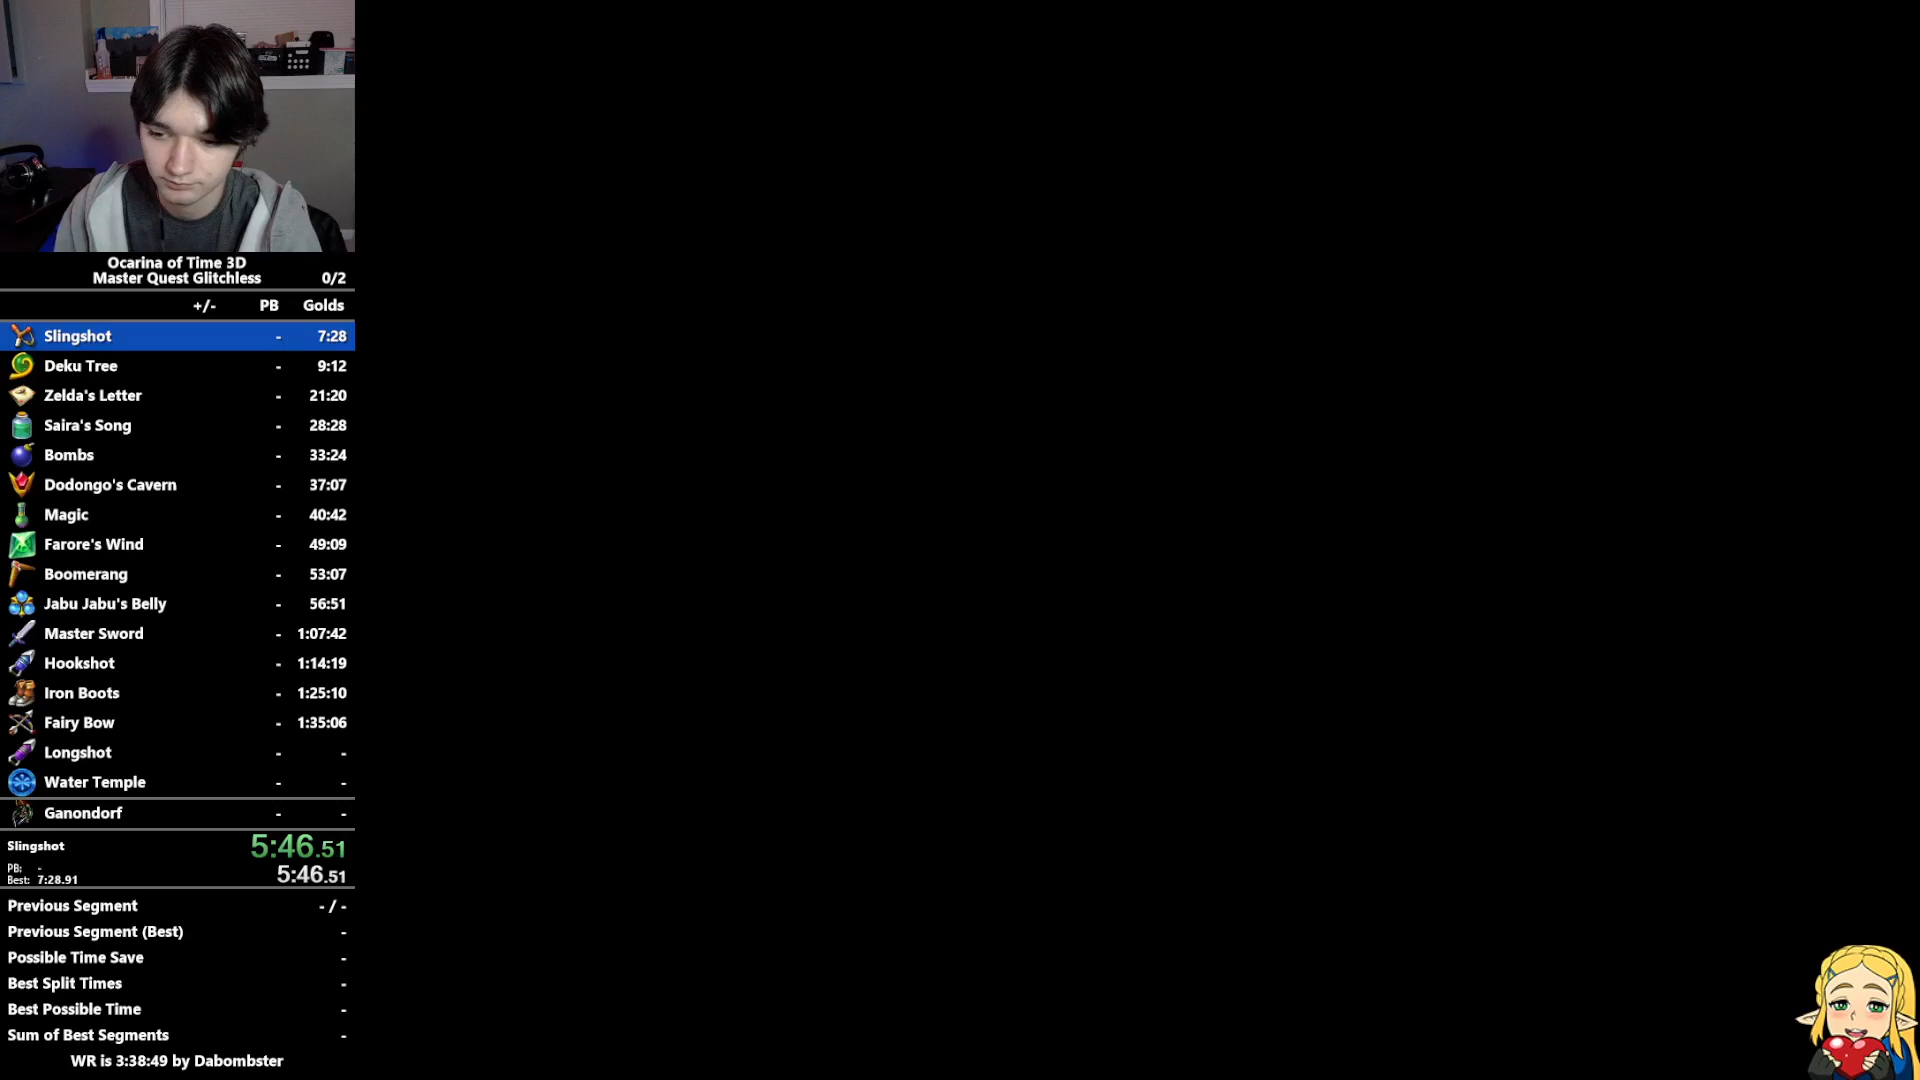 Ocarina of Time 3D
Master Quest Glitchless 0/2
+/- PB Golds
Slingshot - 7:28
Deku Tree - 9:12
Zelda's Letter - 21:20
Saira's Song - 28:28
Bombs - 33:24
Dodongo's Cavern - 37:07
Magic - 40:42
Farore's Wind - 49:09
Boomerang - 53:07
Jabu Jabu's Belly - 56:51
Master Sword - 1:07:42
Hookshot - 1:14:19
Iron Boots - 1:25:10
Fairy Bow - 1:35:06
Longshot - -
Water Temple - -
Ganondorf - -
Slingshot 5:46.51
PB: -
Best: 7:28.91 5:46.51
Previous Segment - / -
Previous Segment (Best) -
Possible Time Save -
Best Split Times -
Best Possible Time -
Sum of Best Segments -
WR is 3:38:49 by Dabombster